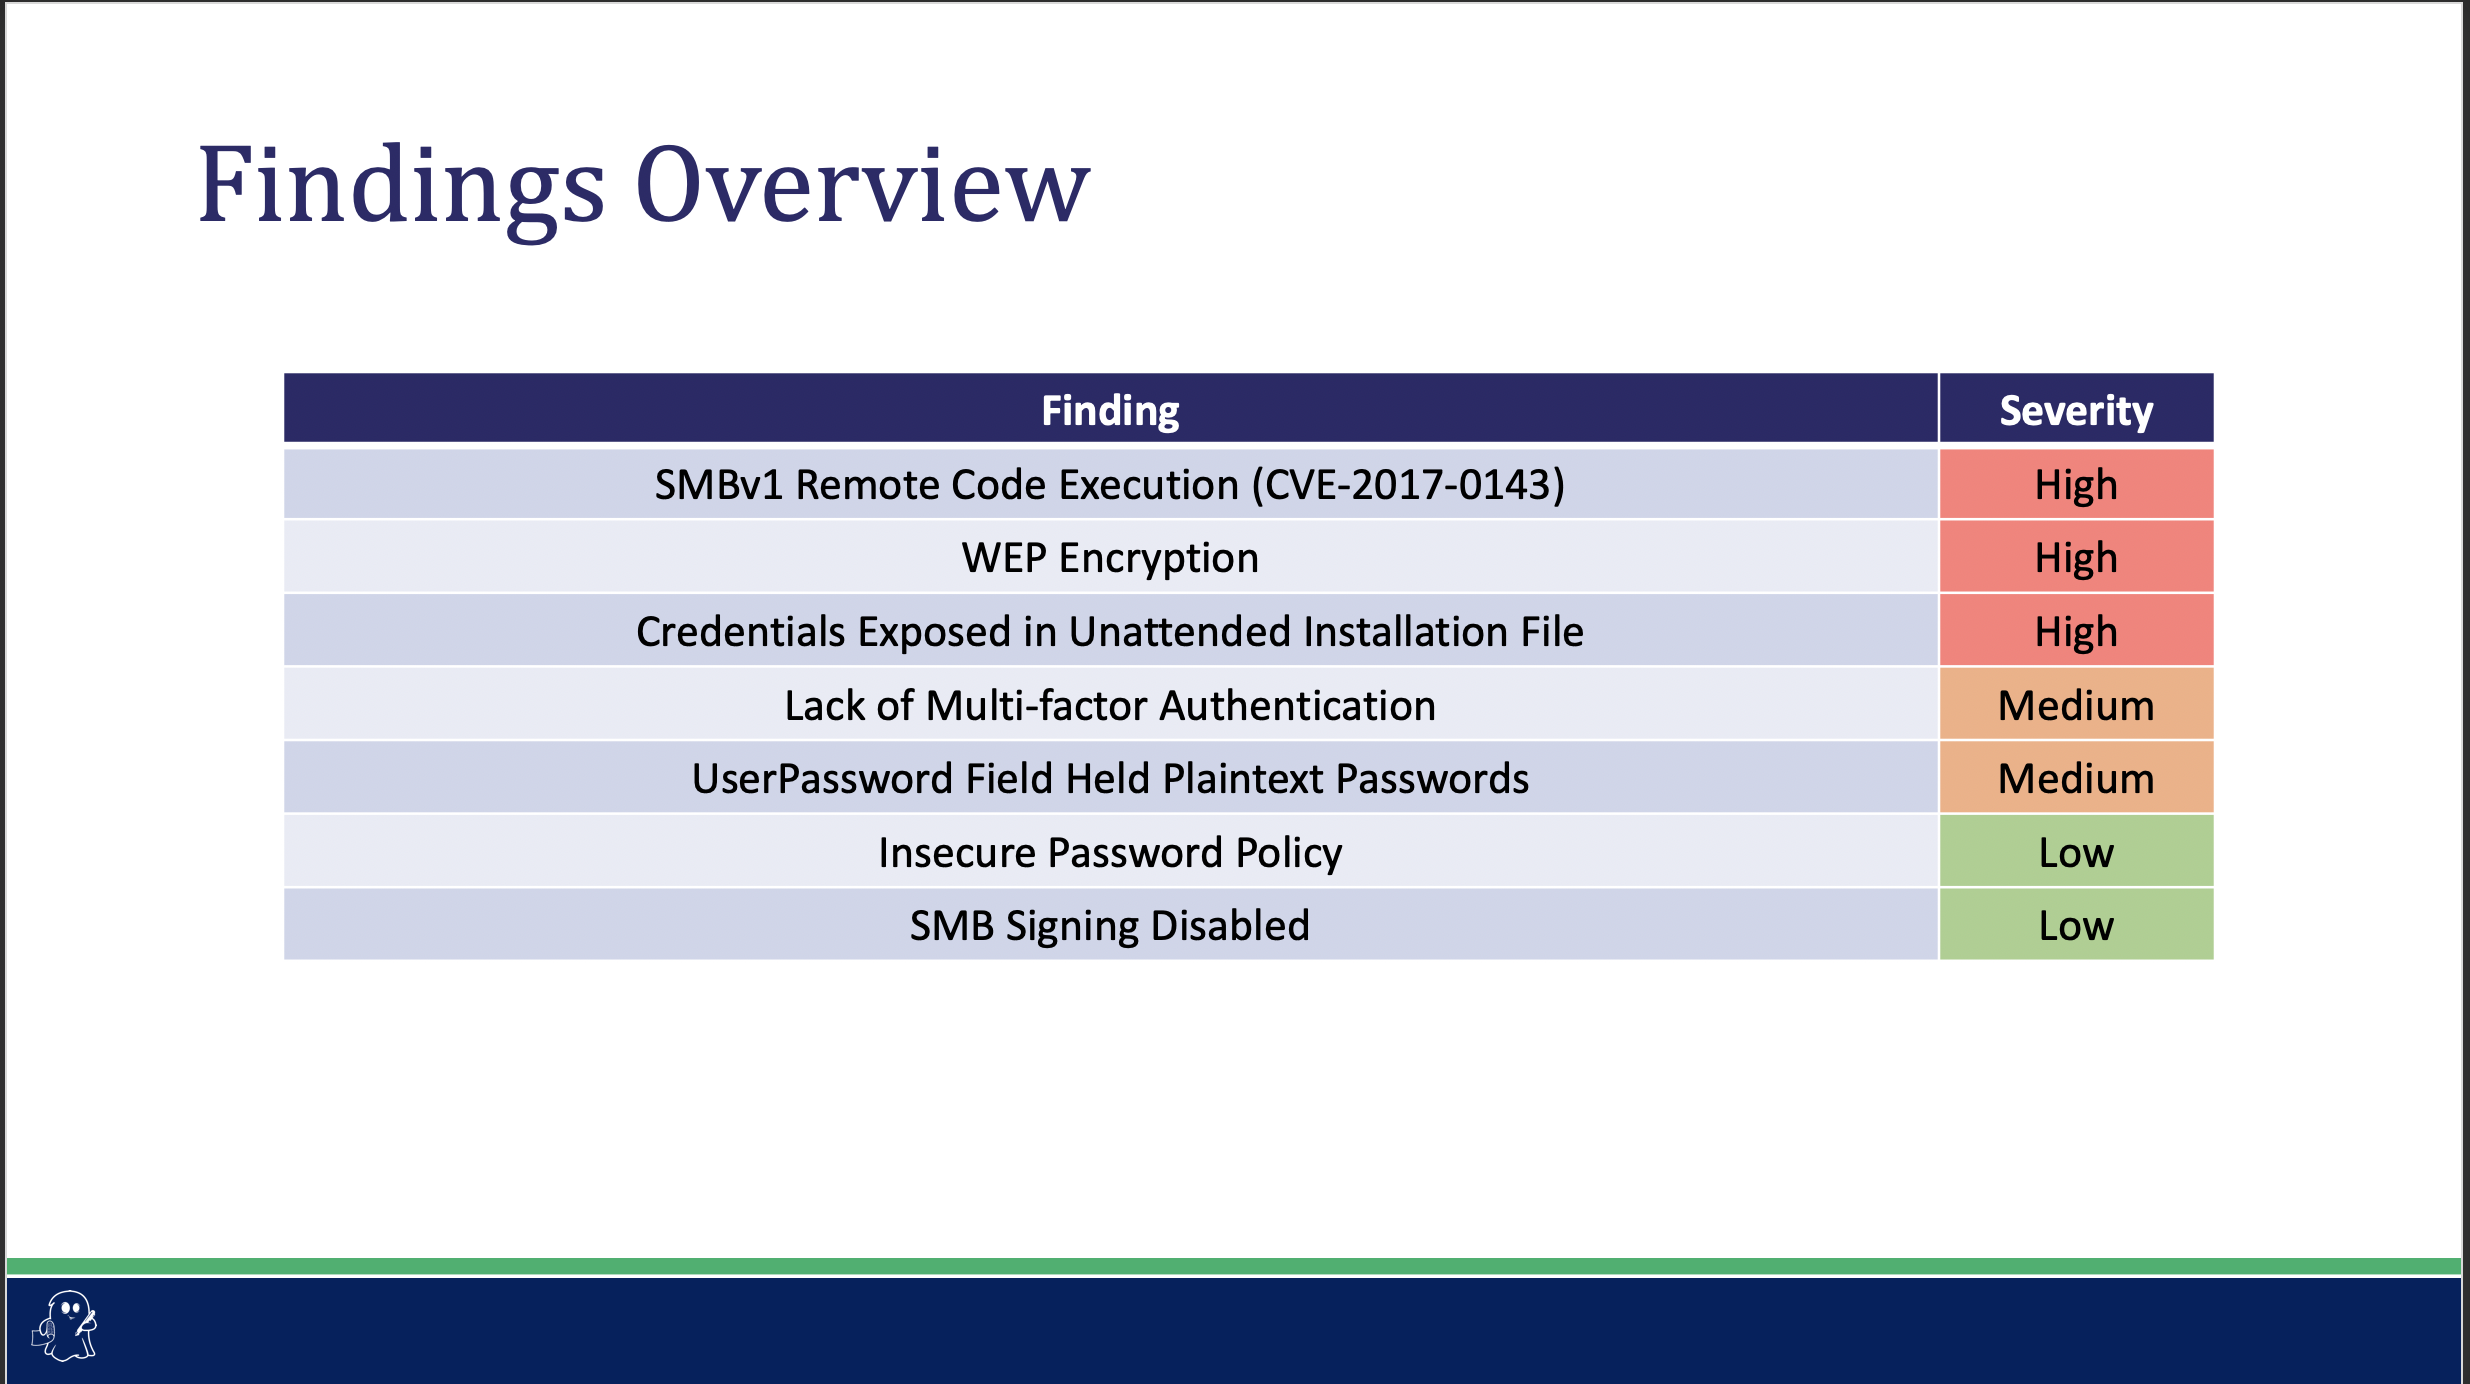 Findings Overview
Finding Severity
SMBv1 Remote Code Execution (CVE-2017-0143) High
WEP Encryption High
Credentials Exposed in Unattended Installation File High
Lack of Multi-factor Authentication Medium
UserPassword Field Held Plaintext Passwords Medium
Insecure Password Policy Low
SMB Signing Disabled Low